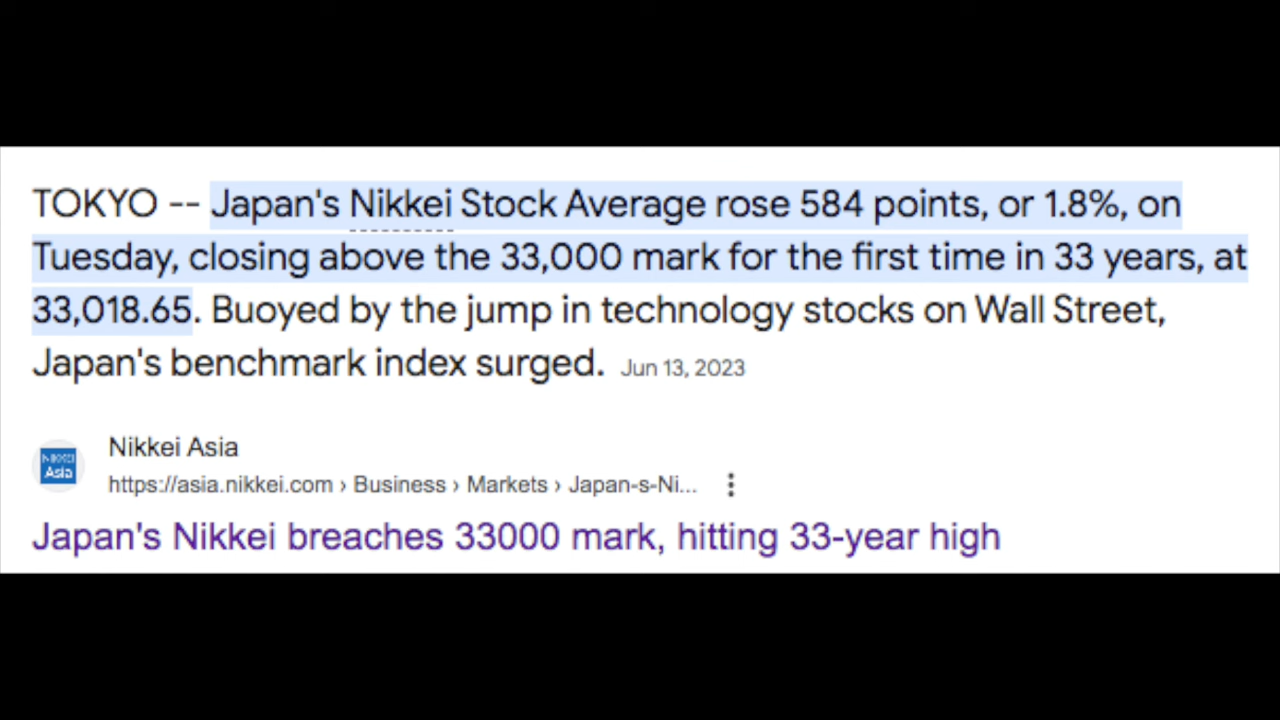 TOKYO -- Japan's Nikkei Stock Average rose 584 points, or 1.8%, on
Tuesday, closing above the 33,000 mark for the first time in 33 years, at
33,018.65. Buoyed by the jump in technology stocks on Wall Street,
Japan's benchmark index surged. Jun 13, 2023
NIKKEI
Asia
Nikkei Asia
https://asia.nikkei.com › Business › Markets › Japan-s-Ni...
Japan's Nikkei breaches 33000 mark, hitting 33-year high